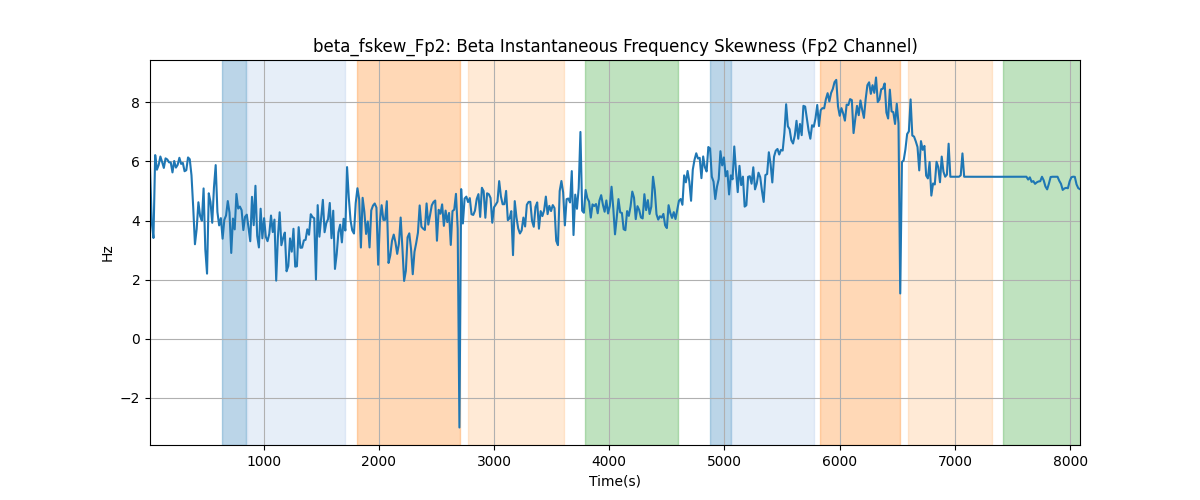 beta_fskew_Fp2: Beta Instantaneous Frequency Skewness (Fp2 Channel)
Hz
8
6
4
2
0
−2
1000 2000 3000 4000 5000 6000 7000 8000
Time(s)